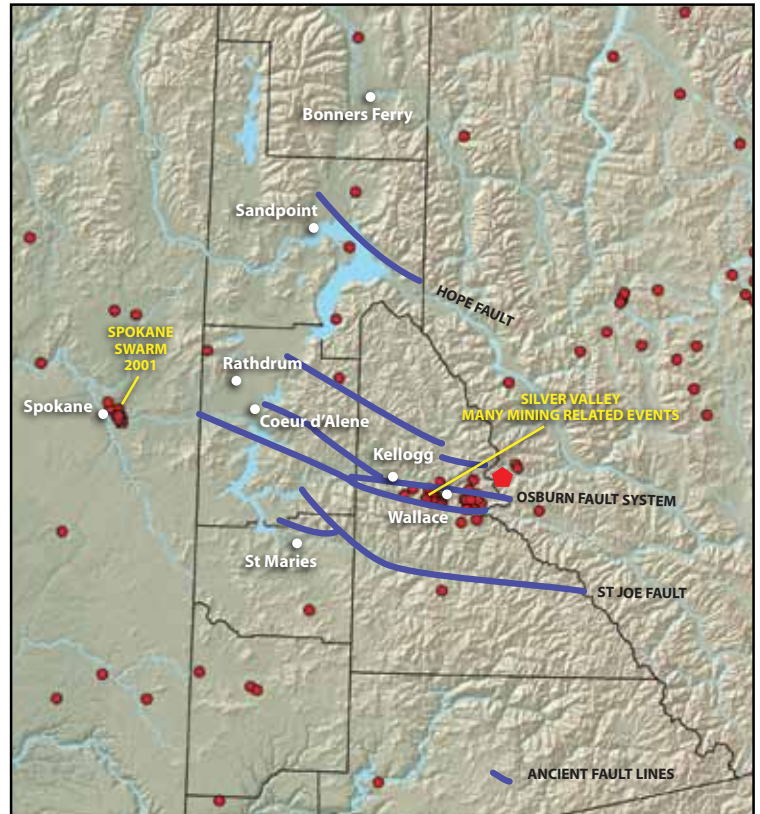 Bonners Ferry
Sandpoint
HOPE FAULT
SPOKANE
SWARM
2001
Rathdrum
Spokane
SILVER VALLEY
MANY MINING RELATED EVENTS
Coeur d'Alene
Kellogg
OSBURN FAULT SYSTEM
Wallace
St Maries
ST JOE FAULT
ANCIENT FAULT LINES